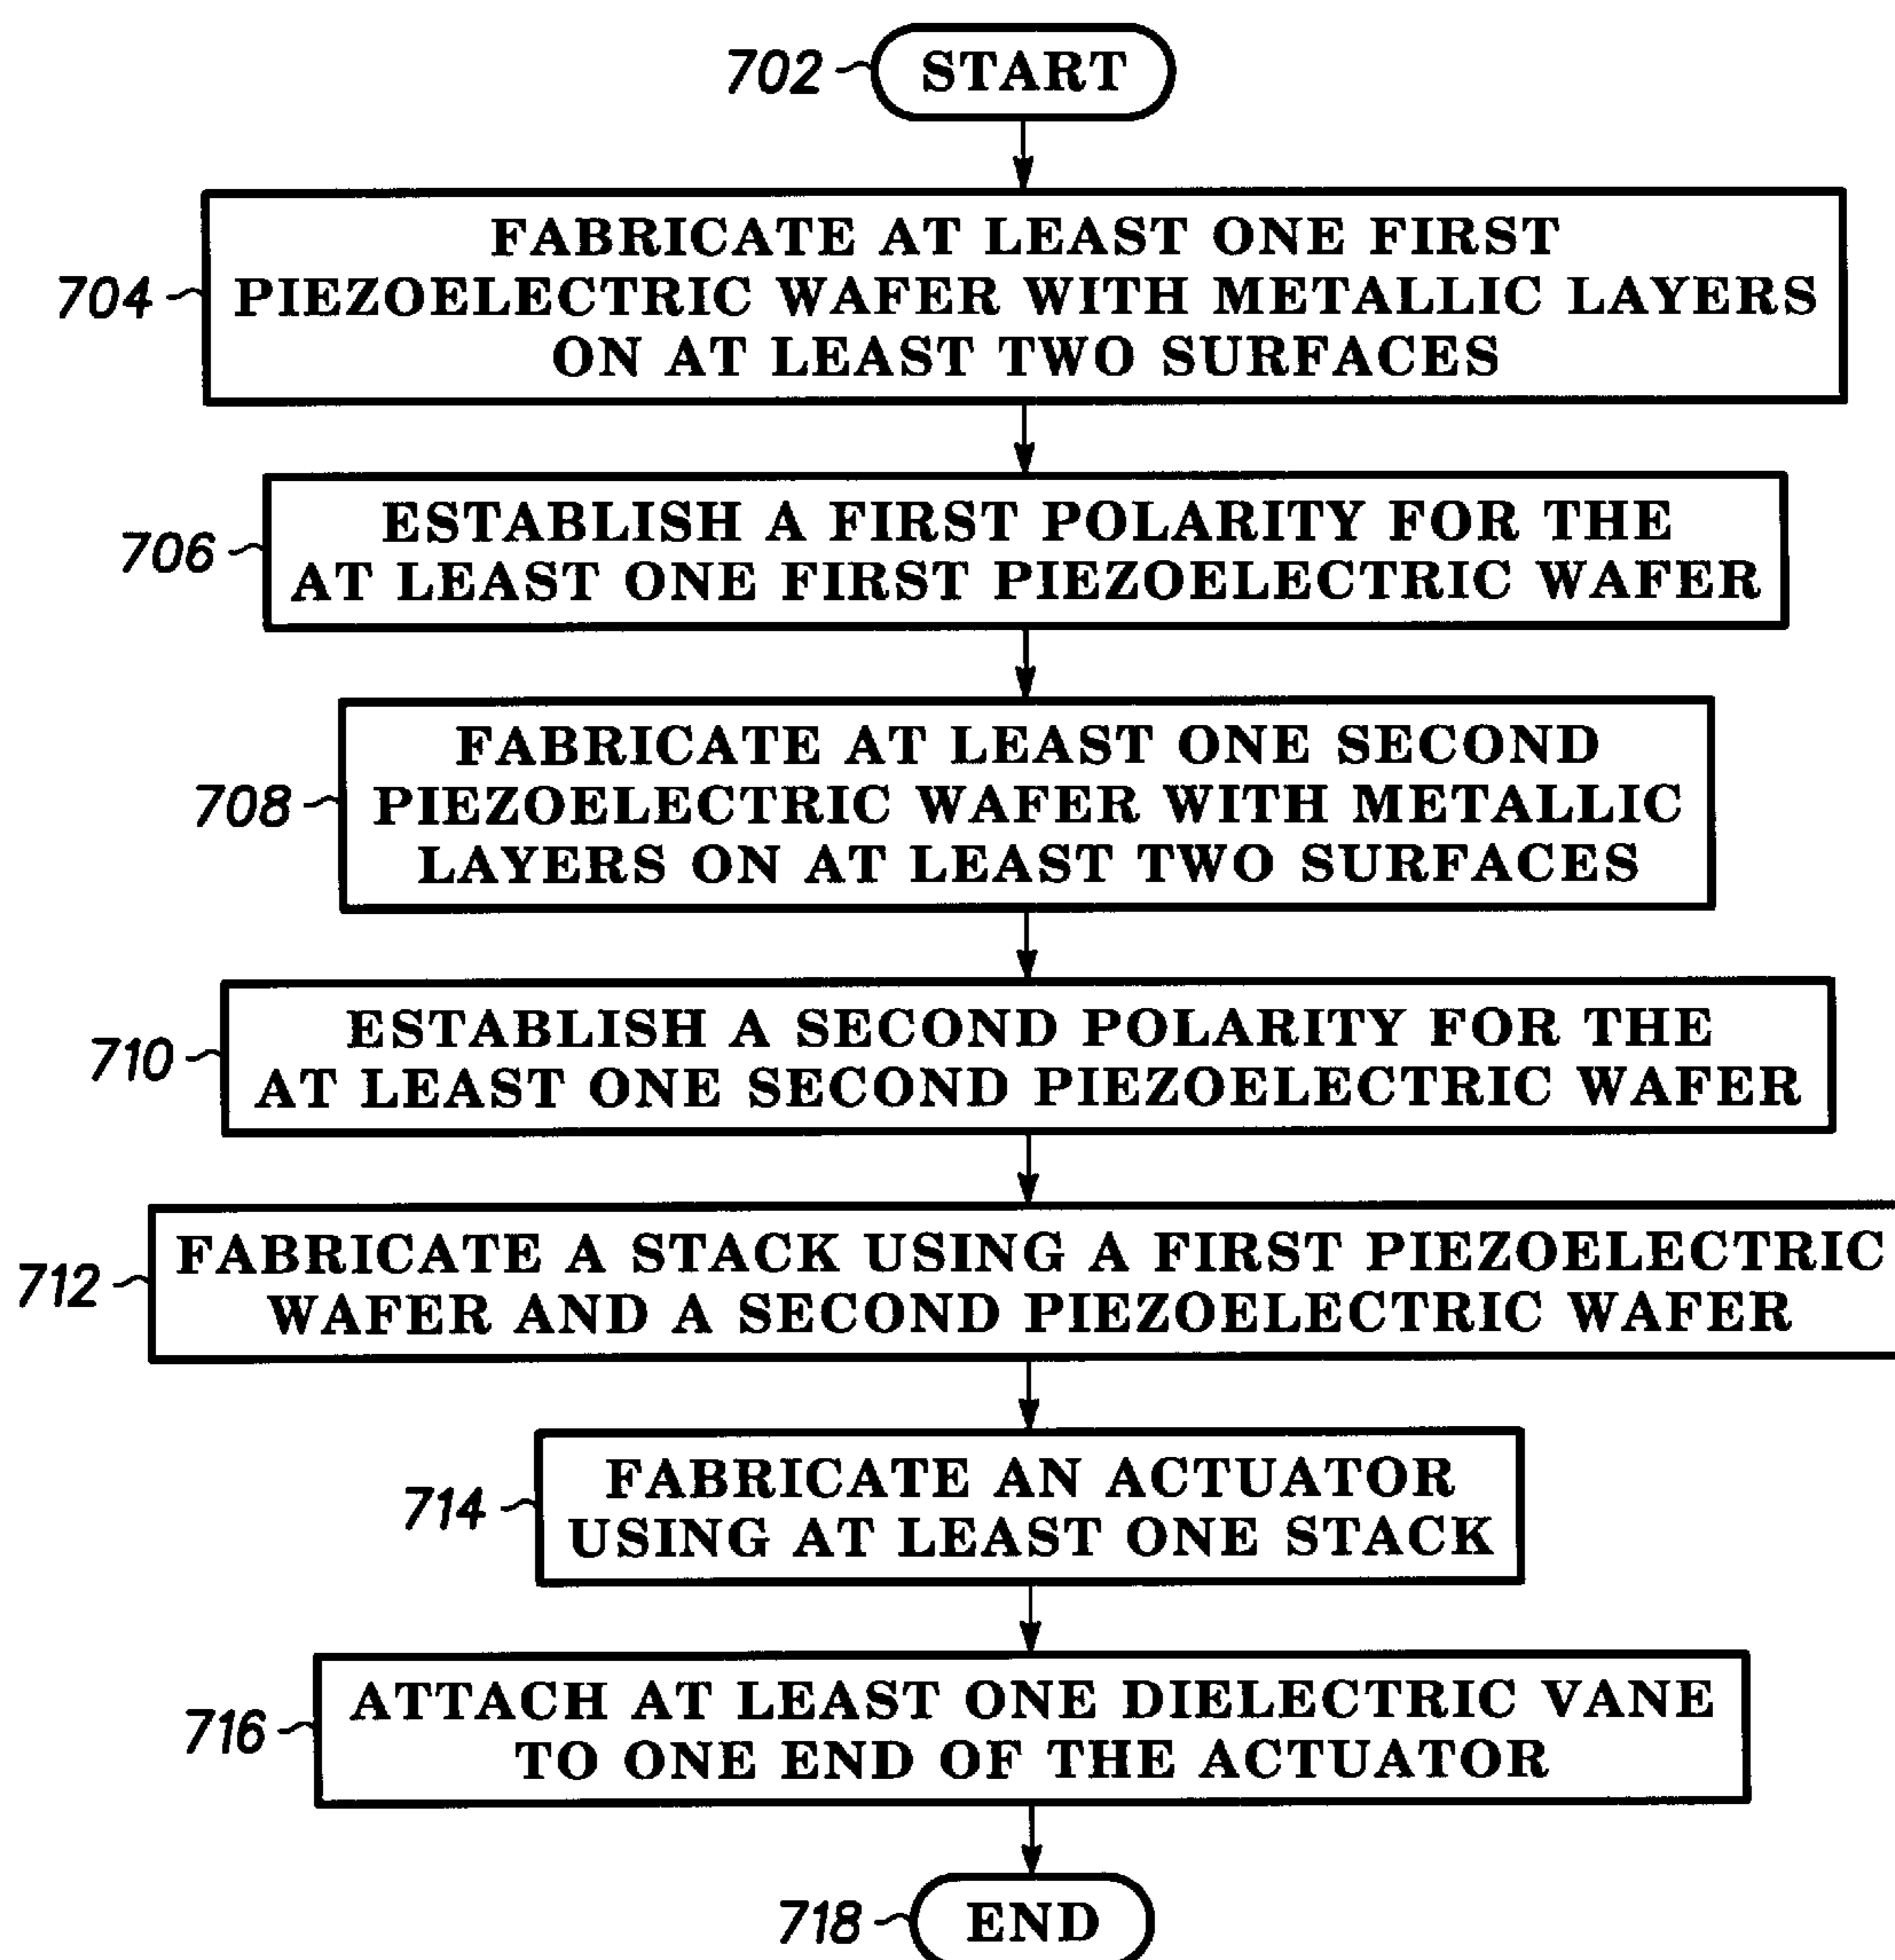 702 START
FABRICATE AT LEAST ONE FIRST
704 PIEZOELECTRIC WAFER WITH METALLIC LAYERS
ON AT LEAST TWO SURFACES
ESTABLISH A FIRST POLARITY FOR THE
706 AT LEAST ONE FIRST PIEZOELECTRIC WAFER
FABRICATE AT LEAST ONE SECOND
708 PIEZOELECTRIC WAFER WITH METALLIC
LAYERS ON AT LEAST TWO SURFACES
ESTABLISH A SECOND POLARITY FOR THE
710 AT LEAST ONE SECOND PIEZOELECTRIC WAFER
FABRICATE A STACK USING A FIRST PIEZOELECTRIC
712 WAFER AND A SECOND PIEZOELECTRIC WAFER
FABRICATE AN ACTUATOR
714 USING AT LEAST ONE STACK
ATTACH AT LEAST ONE DIELECTRIC VANE
716 TO ONE END OF THE ACTUATOR
718 END